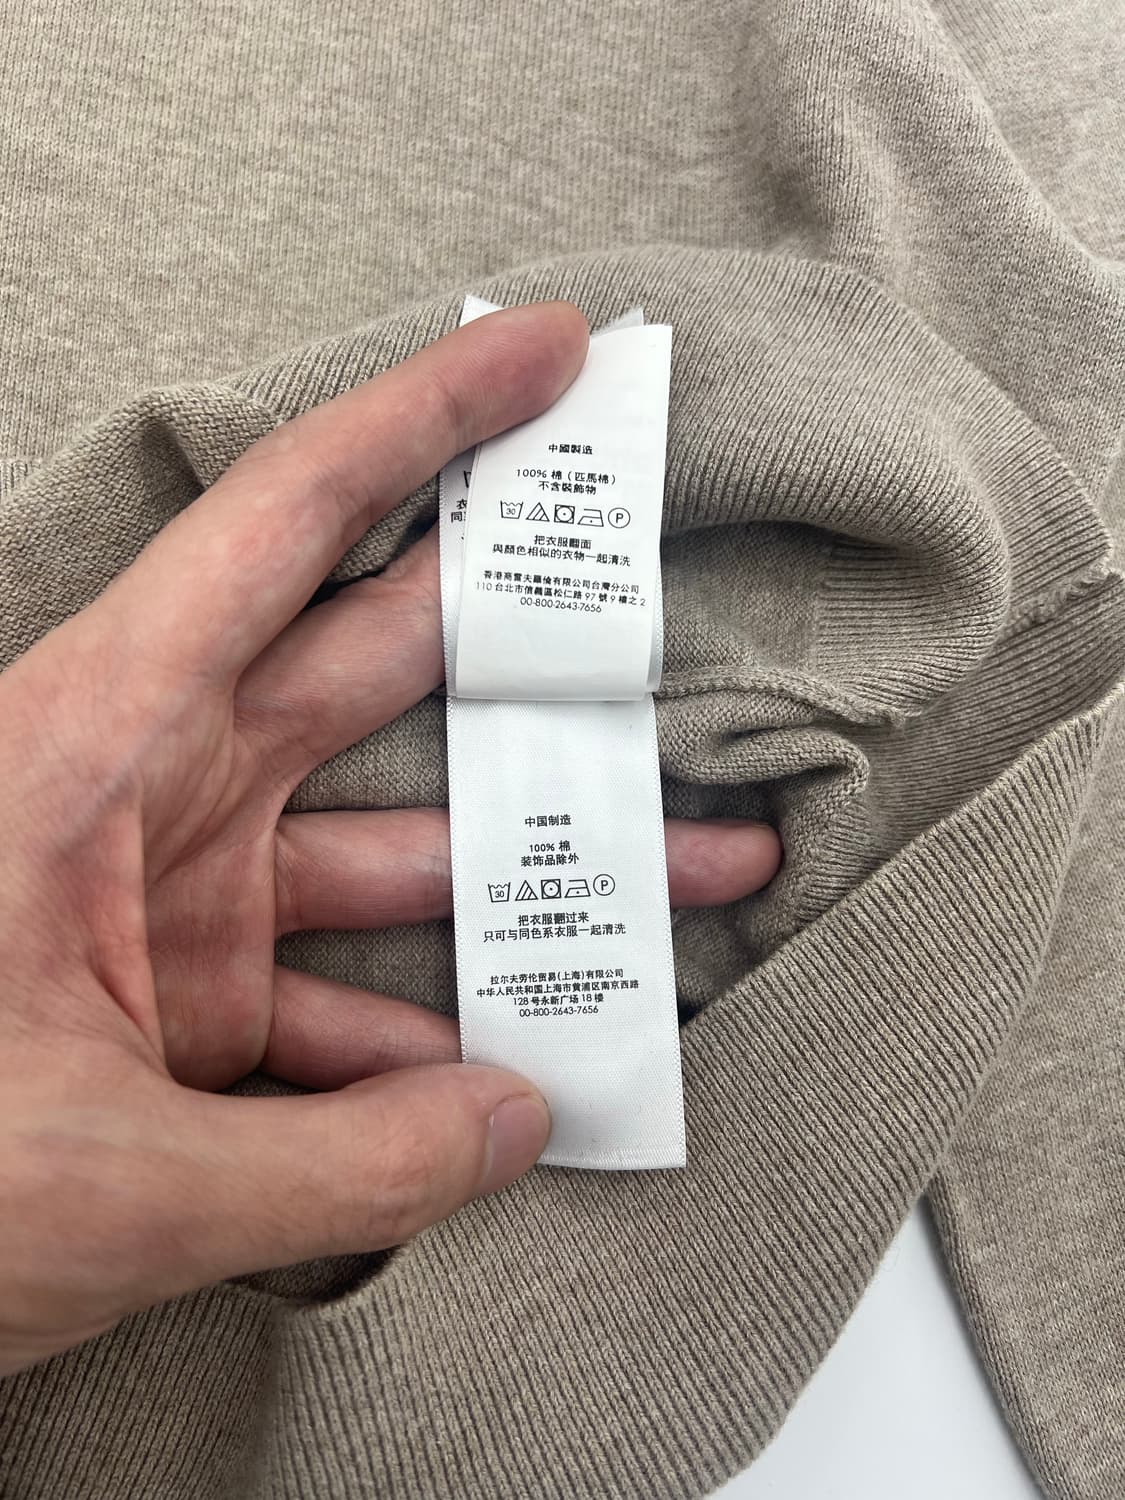 中國製造
100% 棉 (匹馬棉)
不含裝飾物
30 P
把衣服翻面
與顏色相似的衣物一起清洗
香港商雷夫羅倫有限公司台灣分公司
110 台北市信義區松仁路 97 號 9 樓之 2
00-800-2643-7656
衣
同
中国制造
100% 棉
装饰品除外
30 P
把衣服翻过来
只可与同色系衣服一起清洗
拉尔夫劳伦贸易(上海)有限公司
中华人民共和国上海市黄浦区南京西路
128 号永新广场 18 楼
00-800-2643-7656